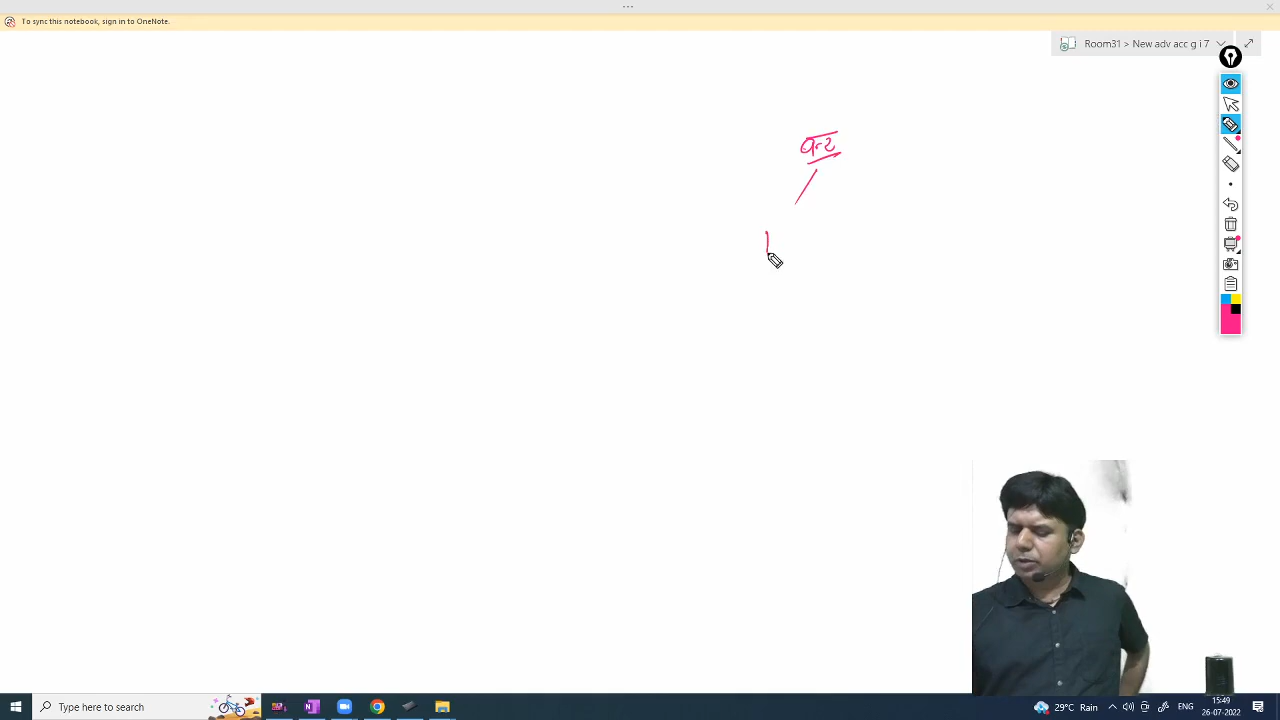 To sync this notebook, sign in to OneNote.
Room31 > New adv acc g i 7
Q-2
Type here to search
29°C Rain
ENG
15:49
26-07-2022